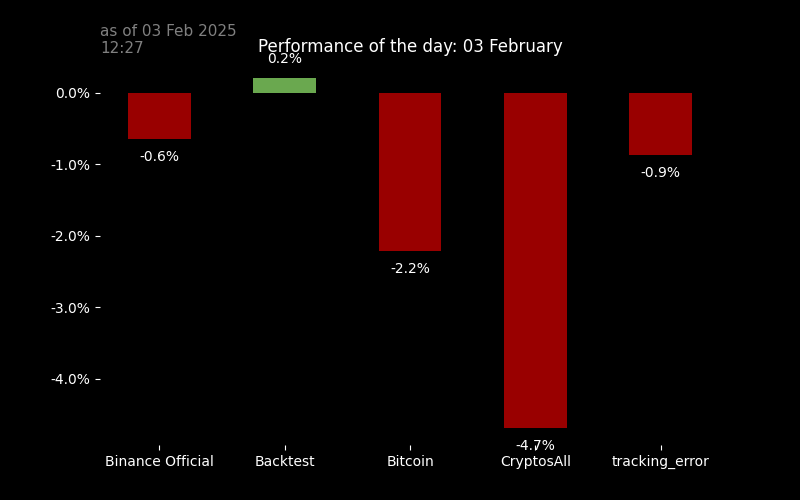 as of 03 Feb 2025
12:27
Performance of the day: 03 February
0.2%
0.0%
-0.6%
-1.0%
-0.9%
-2.0%
-2.2%
-3.0%
-4.0%
-4.7%
Binance Official
Backtest
Bitcoin
CryptosAll
tracking_error